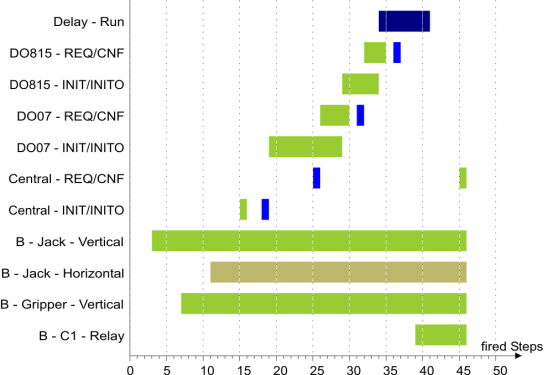 Delay - Run
DO815 - REQ/CNF
DO815 - INIT/INITO
DO07 - REQ/CNF
DO07 - INIT/INITO
Central - REQ/CNF
Central - INIT/INITO
B - Jack - Vertical
B - Jack - Horizontal
B - Gripper - Vertical
B - C1 - Relay
fired Steps
0 5 10 15 20 25 30 35 40 45 50